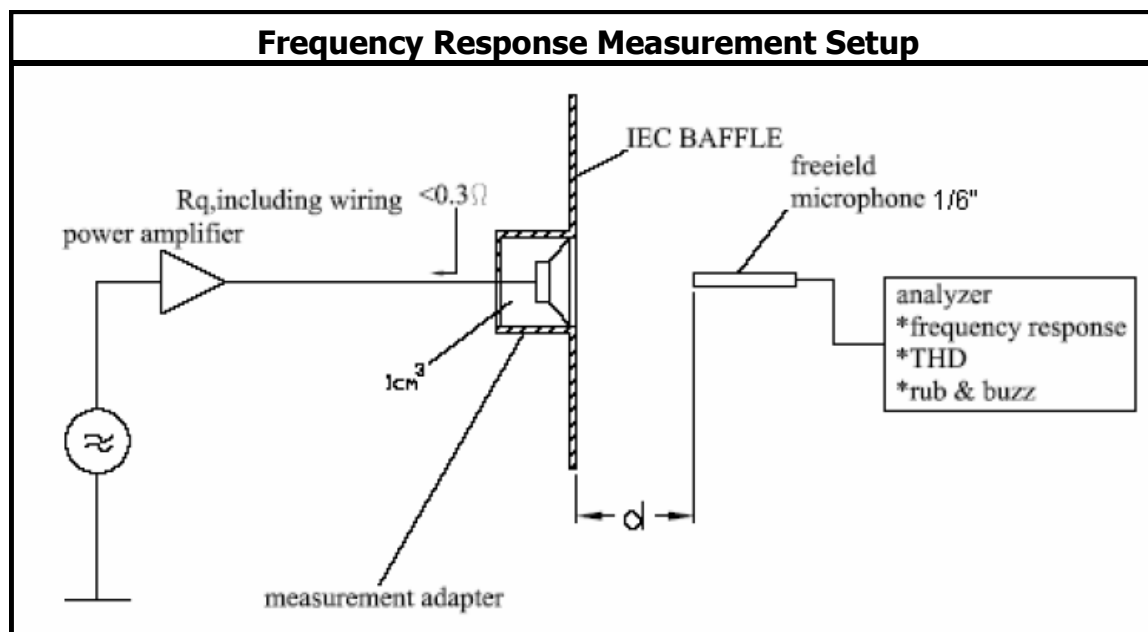 Frequency Response Measurement Setup
IEC BAFFLE
freeield
microphone 1/6"
Rq,including wiring <0.3Ω
power amplifier
analyzer
*frequency response
*THD
*rub & buzz
1cm³
d
measurement adapter